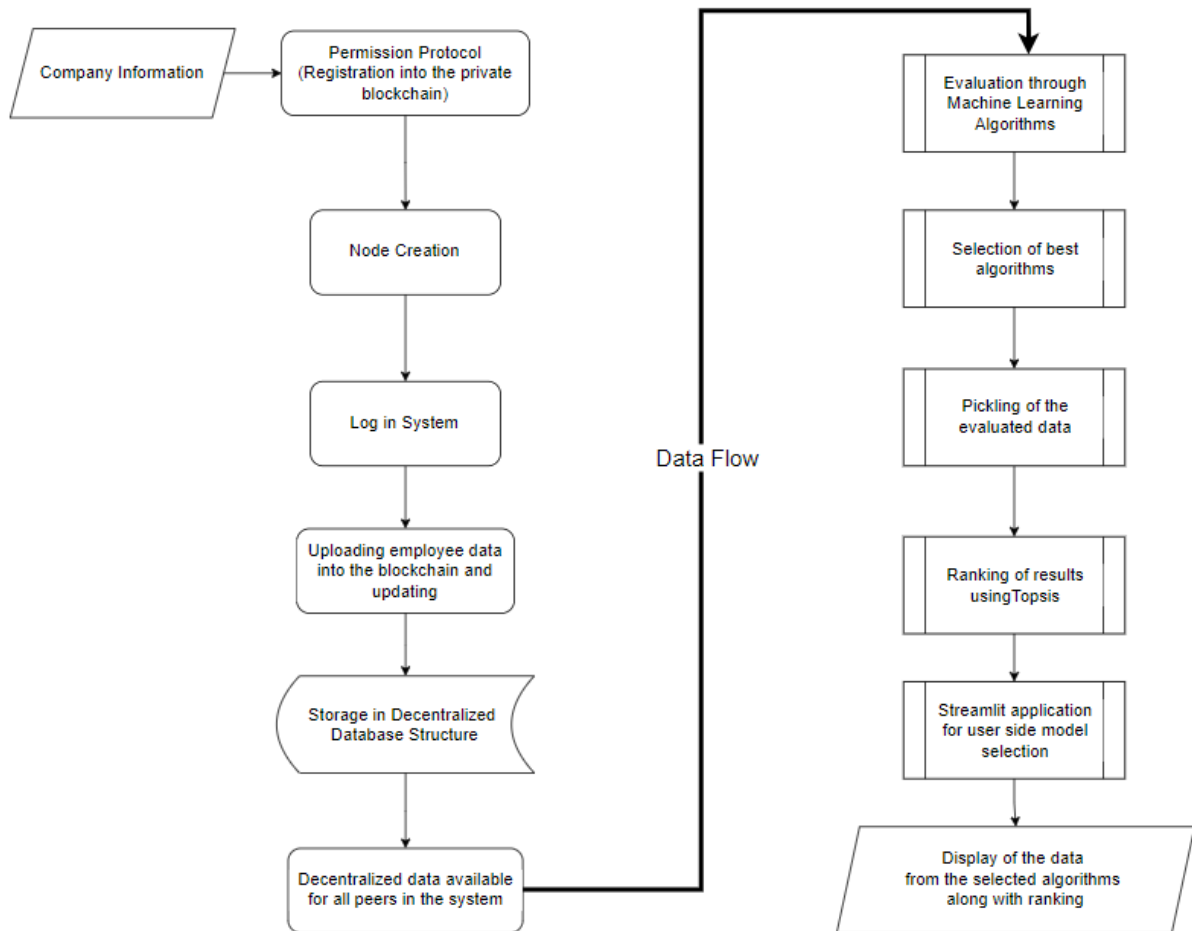 Company Information
Permission Protocol
(Registration into the private
blockchain)
Node Creation
Log in System
Uploading employee data
into the blockchain and
updating
Storage in Decentralized
Database Structure
Decentralized data available
for all peers in the system
Data Flow
Evaluation through
Machine Learning
Algorithms
Selection of best
algorithms
Pickling of the
evaluated data
Ranking of results
usingTopsis
Streamlit application
for user side model
selection
Display of the data
from the selected algorithms
along with ranking